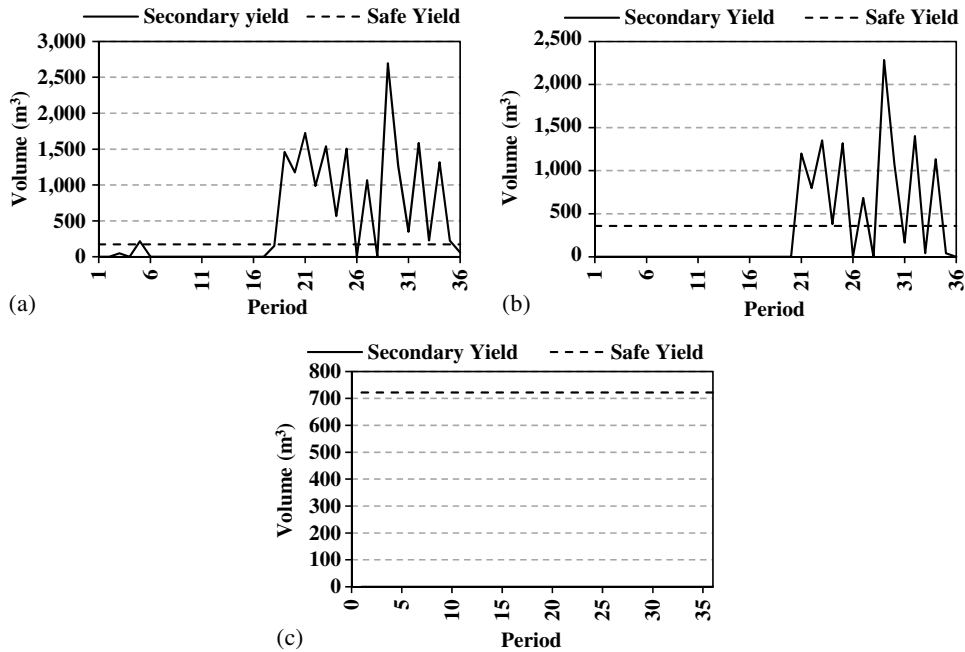 Secondary yield Safe Yield
3,000
2,500
2,000
1,500
1,000
500
0
Volume (m³)
1 6 11 16 21 26 31 36
Period
(a)
Secondary Yield Safe Yield
2,500
2,000
1,500
1,000
500
0
Volume (m³)
1 6 11 16 21 26 31 36
Period
(b)
Secondary Yield Safe Yield
800
700
600
500
400
300
200
100
0
Volume (m³)
0 5 10 15 20 25 30 35
Period
(c)